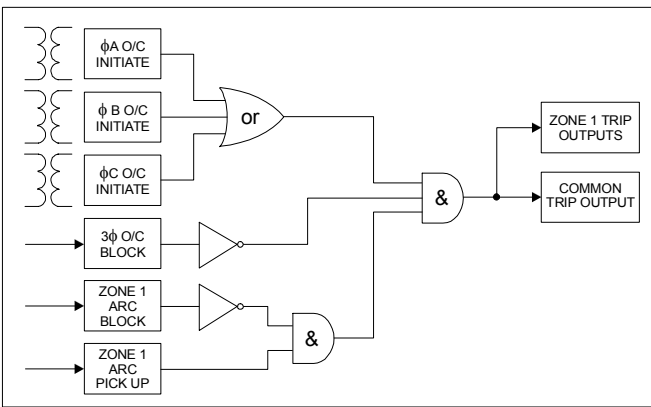 ϕA O/C
INITIATE
ϕ B O/C
INITIATE
ϕC O/C
INITIATE
or
3ϕ O/C
BLOCK
ZONE 1
ARC
BLOCK
ZONE 1
ARC
PICK UP
&
&
ZONE 1 TRIP
OUTPUTS
COMMON
TRIP OUTPUT